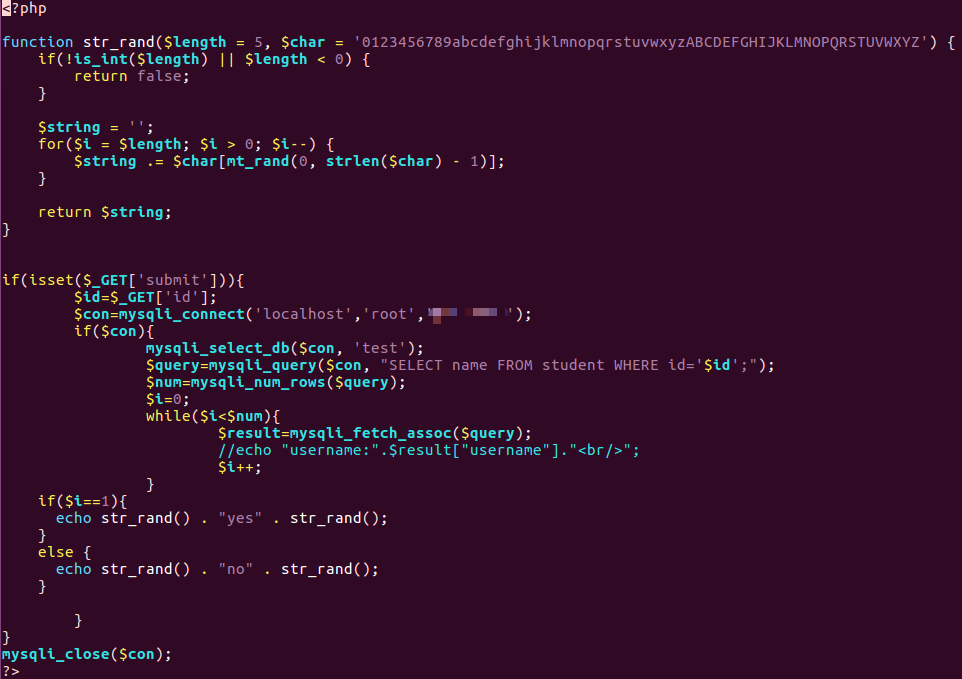 <?php
function str_rand($length = 5, $char = '0123456789abcdefghijklmnopqrstuvwxyzABCDEFGHIJKLMNOPQRSTUVWXYZ') {
    if(!is_int($length) || $length < 0) {
        return false;
    }
    $string = '';
    for($i = $length; $i > 0; $i--) {
        $string .= $char[mt_rand(0, strlen($char) - 1)];
    }
    return $string;
}
if(isset($_GET['submit'])){
        $id=$_GET['id'];
        $con=mysqli_connect('localhost','root','');
        if($con){
                mysqli_select_db($con, 'test');
                $query=mysqli_query($con, "SELECT name FROM student WHERE id='$id';");
                $num=mysqli_num_rows($query);
                $i=0;
                while($i<$num){
                        $result=mysqli_fetch_assoc($query);
                        //echo "username:".$result["username"]."<br/>";
                        $i++;
                }
    if($i==1){
      echo str_rand() . "yes" . str_rand();
    }
    else {
      echo str_rand() . "no" . str_rand();
    }
        }
}
mysqli_close($con);
?>